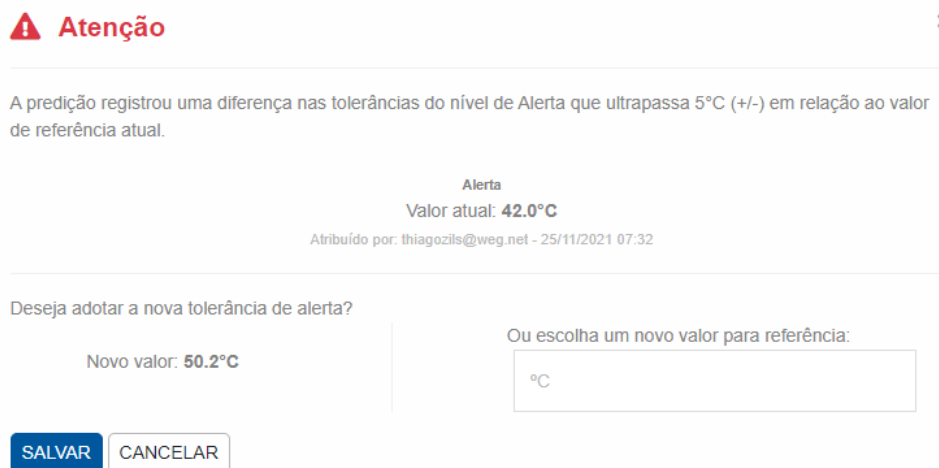 Atenção
A predição registrou uma diferença nas tolerâncias do nível de Alerta que ultrapassa 5°C (+/-) em relação ao valor
de referência atual.
Alerta
Valor atual: 42.0°C
Atribuído por: thiagozils@weg.net - 25/11/2021 07:32
Deseja adotar a nova tolerância de alerta?
Ou escolha um novo valor para referência:
Novo valor: 50.2°C
ºC
SALVAR CANCELAR